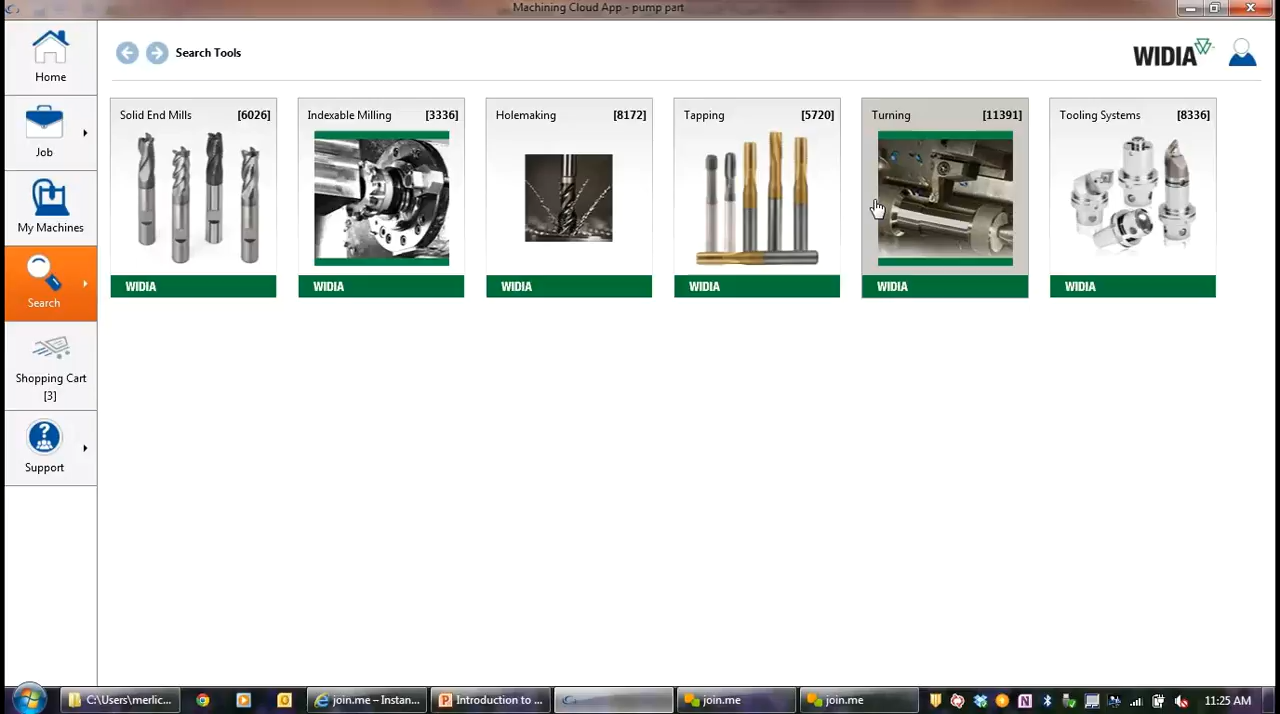 Machining Cloud App - pump part
Home
Job
My Machines
Search
Shopping Cart
[3]
Support
Search Tools
WIDIA
Solid End Mills [6026]
WIDIA
Indexable Milling [3336]
WIDIA
Holemaking [8172]
WIDIA
Tapping [5720]
WIDIA
Turning [11391]
WIDIA
Tooling Systems [8336]
WIDIA
C:\Users\merlic...
join.me – Instan...
Introduction to ...
join.me
join.me
11:25 AM